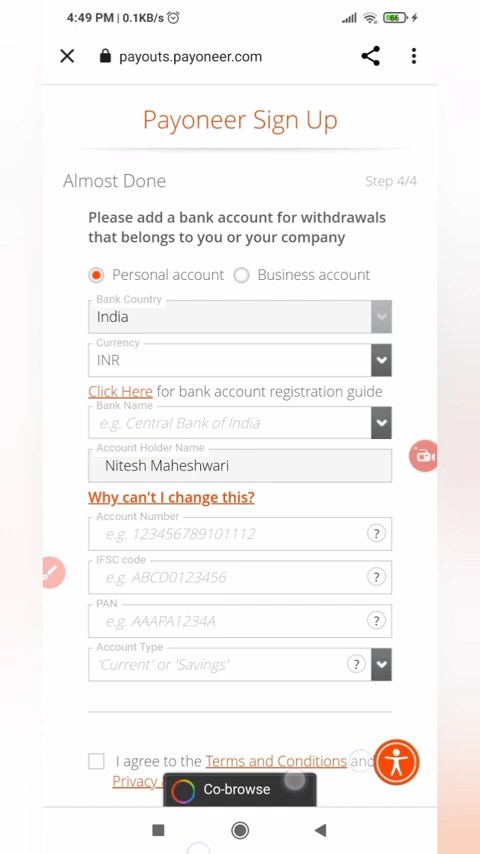 4:49 PM | 0.1KB/s
66
payouts.payoneer.com
Payoneer Sign Up
Almost Done
Step 4/4
Please add a bank account for withdrawals
that belongs to you or your company
Personal account
Business account
Bank Country
India
Currency
INR
Click Here for bank account registration guide
Bank Name
e.g. Central Bank of India
Account Holder Name
Nitesh Maheshwari
Why can't I change this?
Account Number
e.g. 123456789101112
?
IFSC code
e.g. ABCD0123456
?
PAN
e.g. AAAPA1234A
?
Account Type
'Current' or 'Savings'
?
I agree to the Terms and Conditions and
Privacy
Co-browse